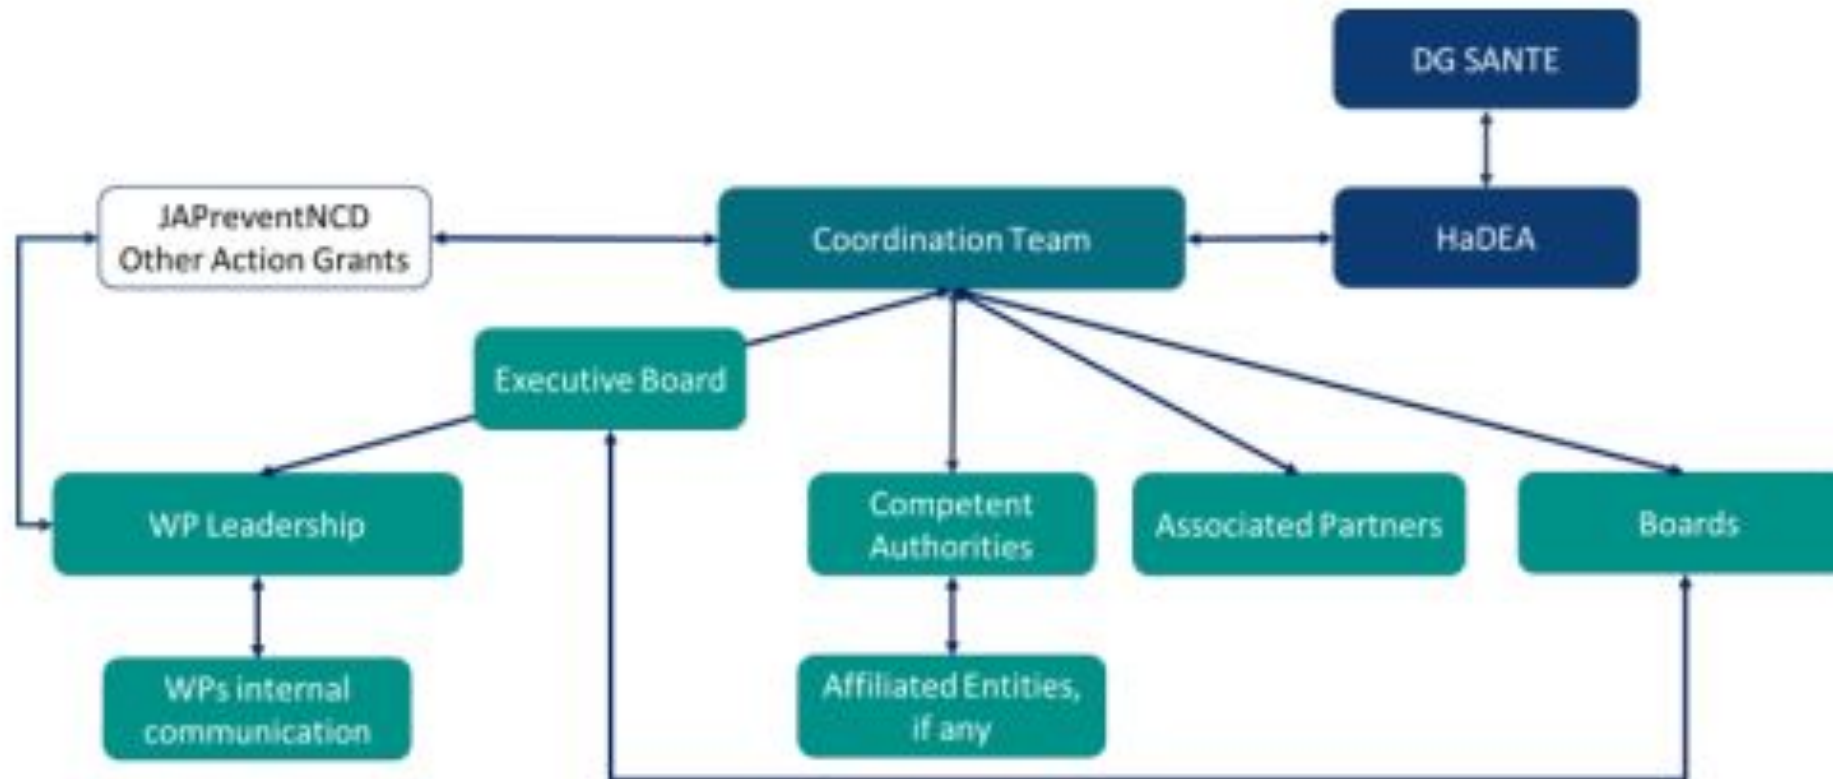 DG SANTE
JAPreventNCD
Other Action Grants
Coordination Team
HaDEA
Executive Board
WP Leadership
Competent
Authorities
Associated Partners
Boards
WPs internal
communication
Affiliated Entities,
if any